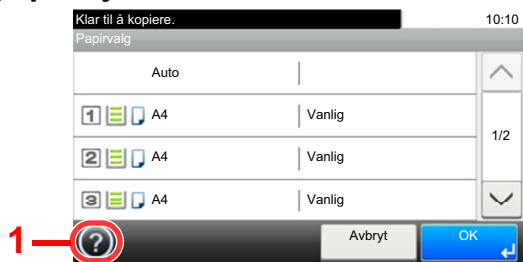 Klar til å kopiere. 10:10
Papirvalg
Auto
1 A4 Vanlig
2 A4 Vanlig
3 A4 Vanlig
1/2
1 ? Avbryt OK